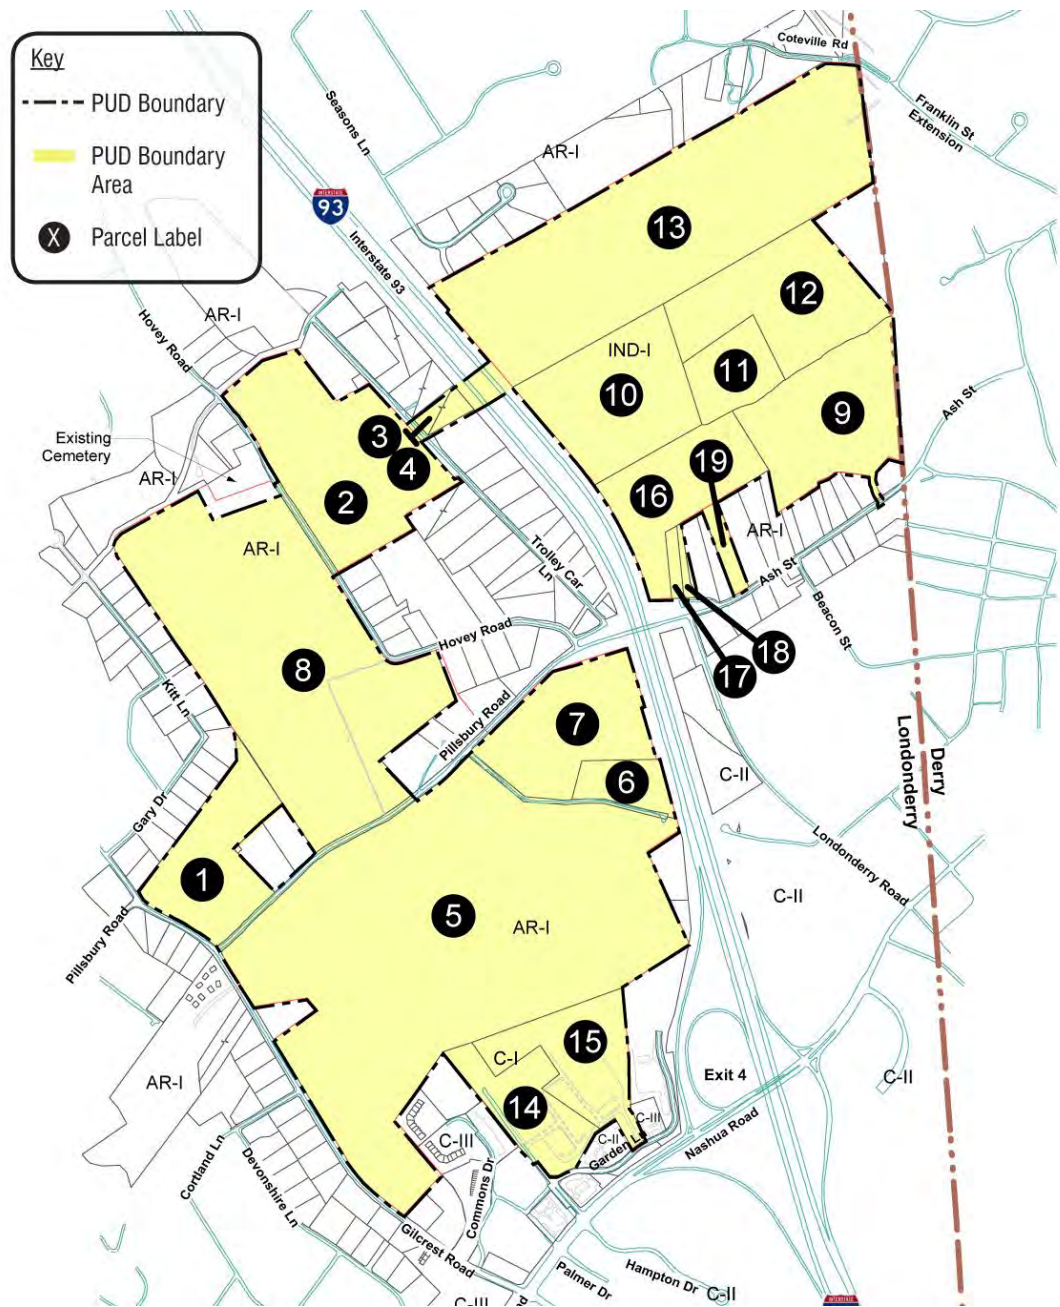 Key
PUD Boundary
PUD Boundary
Area
X
Parcel Label
Coteville Rd
Franklin St
Extension
Seasons Ln
AR-I
INTERSTATE
93
Interstate 93
13
12
AR-I
Hovey Road
IND-I
11
10
9
Ash St
Existing
Cemetery
3
4
19
AR-I
2
16
AR-I
AR-I
Trolley Car
Ln
Ash St
Beacon St
Hovey Road
18
17
8
Kitt Ln
Pillsbury Road
7
6
C-II
Derry
Londonderry
Gary Dr
1
Londonderry Road
5
AR-I
C-II
Pillsbury Road
15
C-I
AR-I
14
Exit 4
C-II
C-III
C-III
C-II
Garden Ln
Nashua Road
Cortland Ln
Devonshire Ln
Commons Dr
Gilcrest Road
Palmer Dr
Hampton Dr
C-II
C-III
INTERSTATE